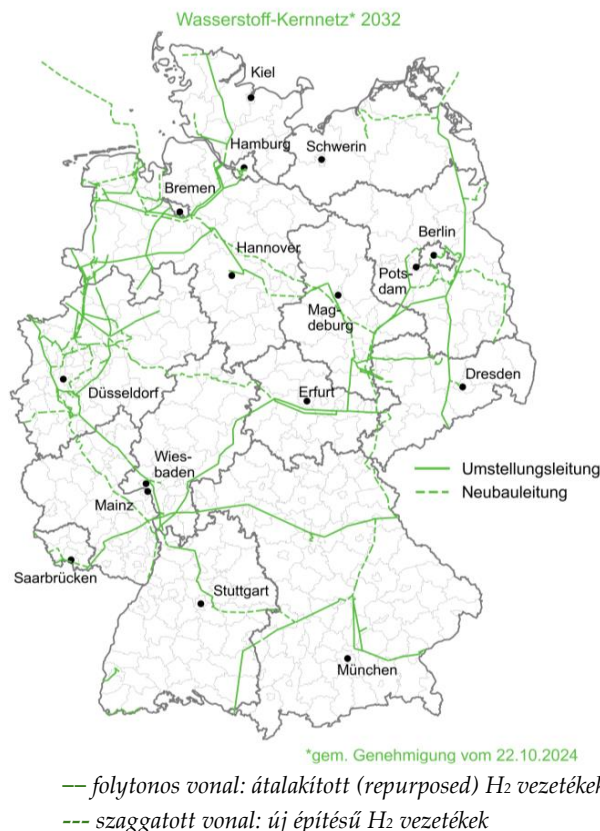 Wasserstoff-Kernnetz* 2032
Kiel
Hamburg
Schwerin
Bremen
Berlin
Hannover
Pots-
dam
Mag-
deburg
Düsseldorf
Erfurt
Dresden
Wies-
baden
Umstellungsleitung
Neubauleitung
Mainz
Saarbrücken
Stuttgart
München
*gem. Genehmigung vom 22.10.2024
—– folytonos vonal: átalakított (repurposed) H₂ vezetékek
--- szaggatott vonal: új építésű H₂ vezetékek